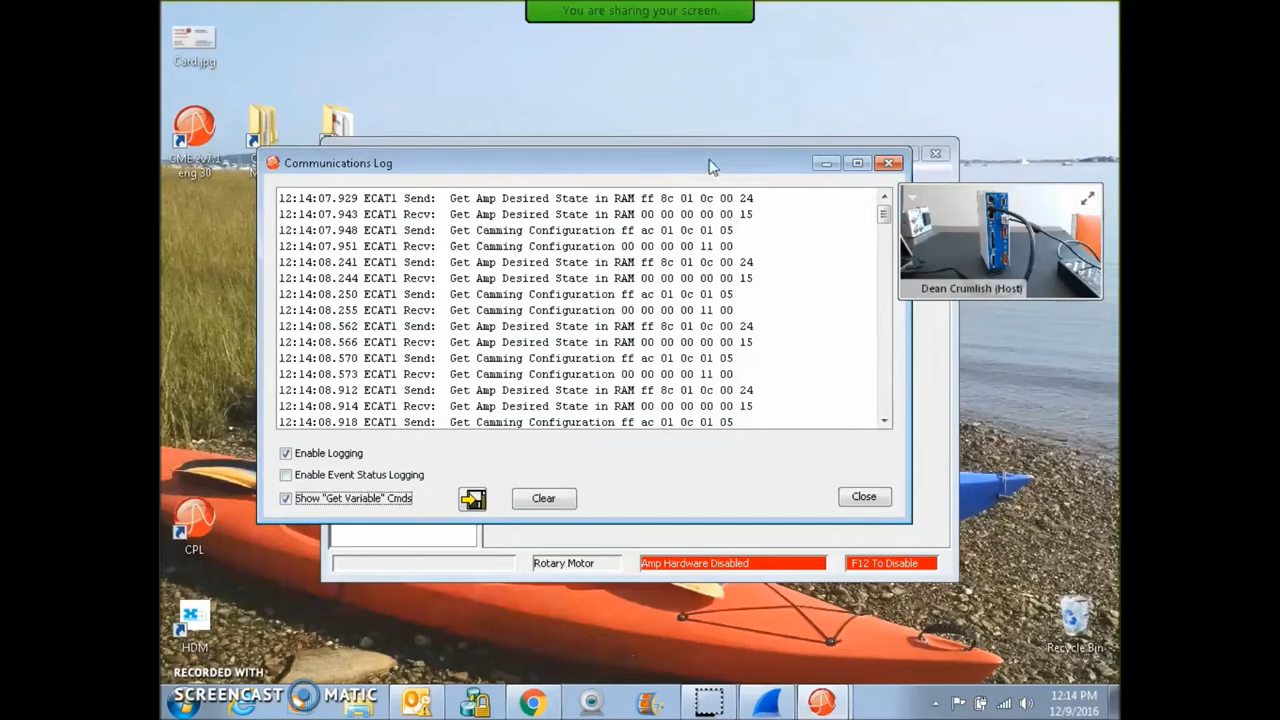 You are sharing your screen.
Card.jpg
CME 2v7.1
eng 30
Communications Log
12:14:07.929 ECAT1 Send: Get Amp Desired State in RAM ff 8c 01 0c 00 24
12:14:07.943 ECAT1 Recv: Get Amp Desired State in RAM 00 00 00 00 00 15
12:14:07.948 ECAT1 Send: Get Camming Configuration ff ac 01 0c 01 05
12:14:07.951 ECAT1 Recv: Get Camming Configuration 00 00 00 00 11 00
12:14:08.241 ECAT1 Send: Get Amp Desired State in RAM ff 8c 01 0c 00 24
12:14:08.244 ECAT1 Recv: Get Amp Desired State in RAM 00 00 00 00 00 15
12:14:08.250 ECAT1 Send: Get Camming Configuration ff ac 01 0c 01 05
12:14:08.255 ECAT1 Recv: Get Camming Configuration 00 00 00 00 11 00
12:14:08.562 ECAT1 Send: Get Amp Desired State in RAM ff 8c 01 0c 00 24
12:14:08.566 ECAT1 Recv: Get Amp Desired State in RAM 00 00 00 00 00 15
12:14:08.570 ECAT1 Send: Get Camming Configuration ff ac 01 0c 01 05
12:14:08.573 ECAT1 Recv: Get Camming Configuration 00 00 00 00 11 00
12:14:08.912 ECAT1 Send: Get Amp Desired State in RAM ff 8c 01 0c 00 24
12:14:08.914 ECAT1 Recv: Get Amp Desired State in RAM 00 00 00 00 00 15
12:14:08.918 ECAT1 Send: Get Camming Configuration ff ac 01 0c 01 05
Dean Crumlish (Host)
Enable Logging
Enable Event Status Logging
Show "Get Variable" Cmds
Clear
Close
CPL
Rotary Motor
Amp Hardware Disabled
F12 To Disable
HDM
Recycle Bin
RECORDED WITH
SCREENCAST MATIC
12:14 PM
12/9/2016